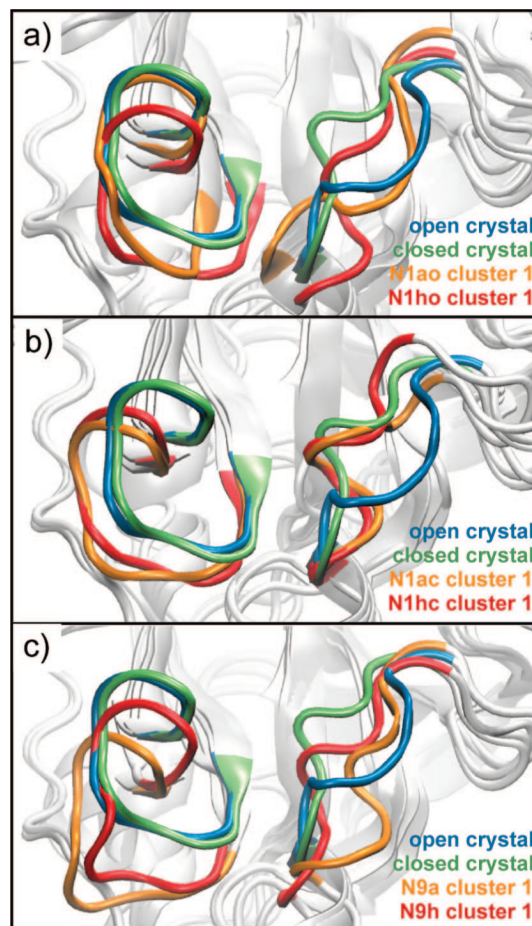 a)
open crystal
closed crystal
N1ao cluster 1
N1ho cluster 1
b)
open crystal
closed crystal
N1ac cluster 1
N1hc cluster 1
c)
open crystal
closed crystal
N9a cluster 1
N9h cluster 1